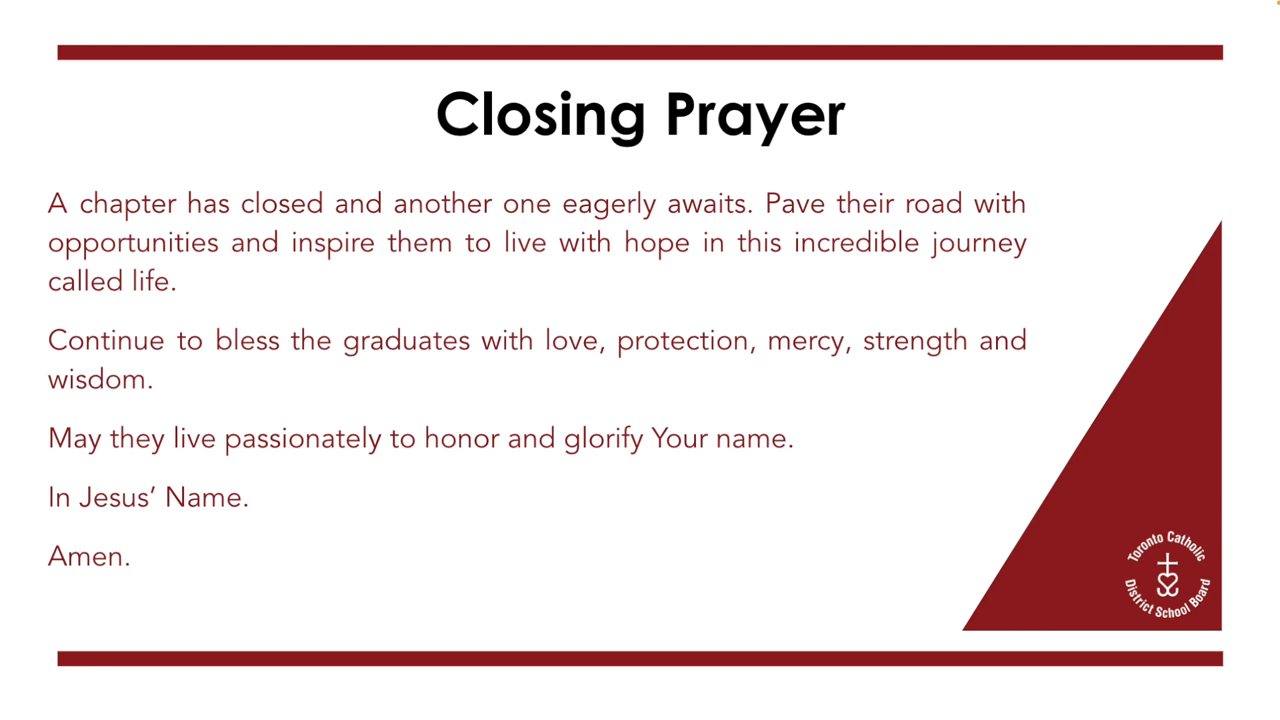 Closing Prayer
A chapter has closed and another one eagerly awaits. Pave their road with
opportunities and inspire them to live with hope in this incredible journey
called life.
Continue to bless the graduates with love, protection, mercy, strength and
wisdom.
May they live passionately to honor and glorify Your name.
In Jesus’ Name.
Amen.
Toronto Catholic
District School Board